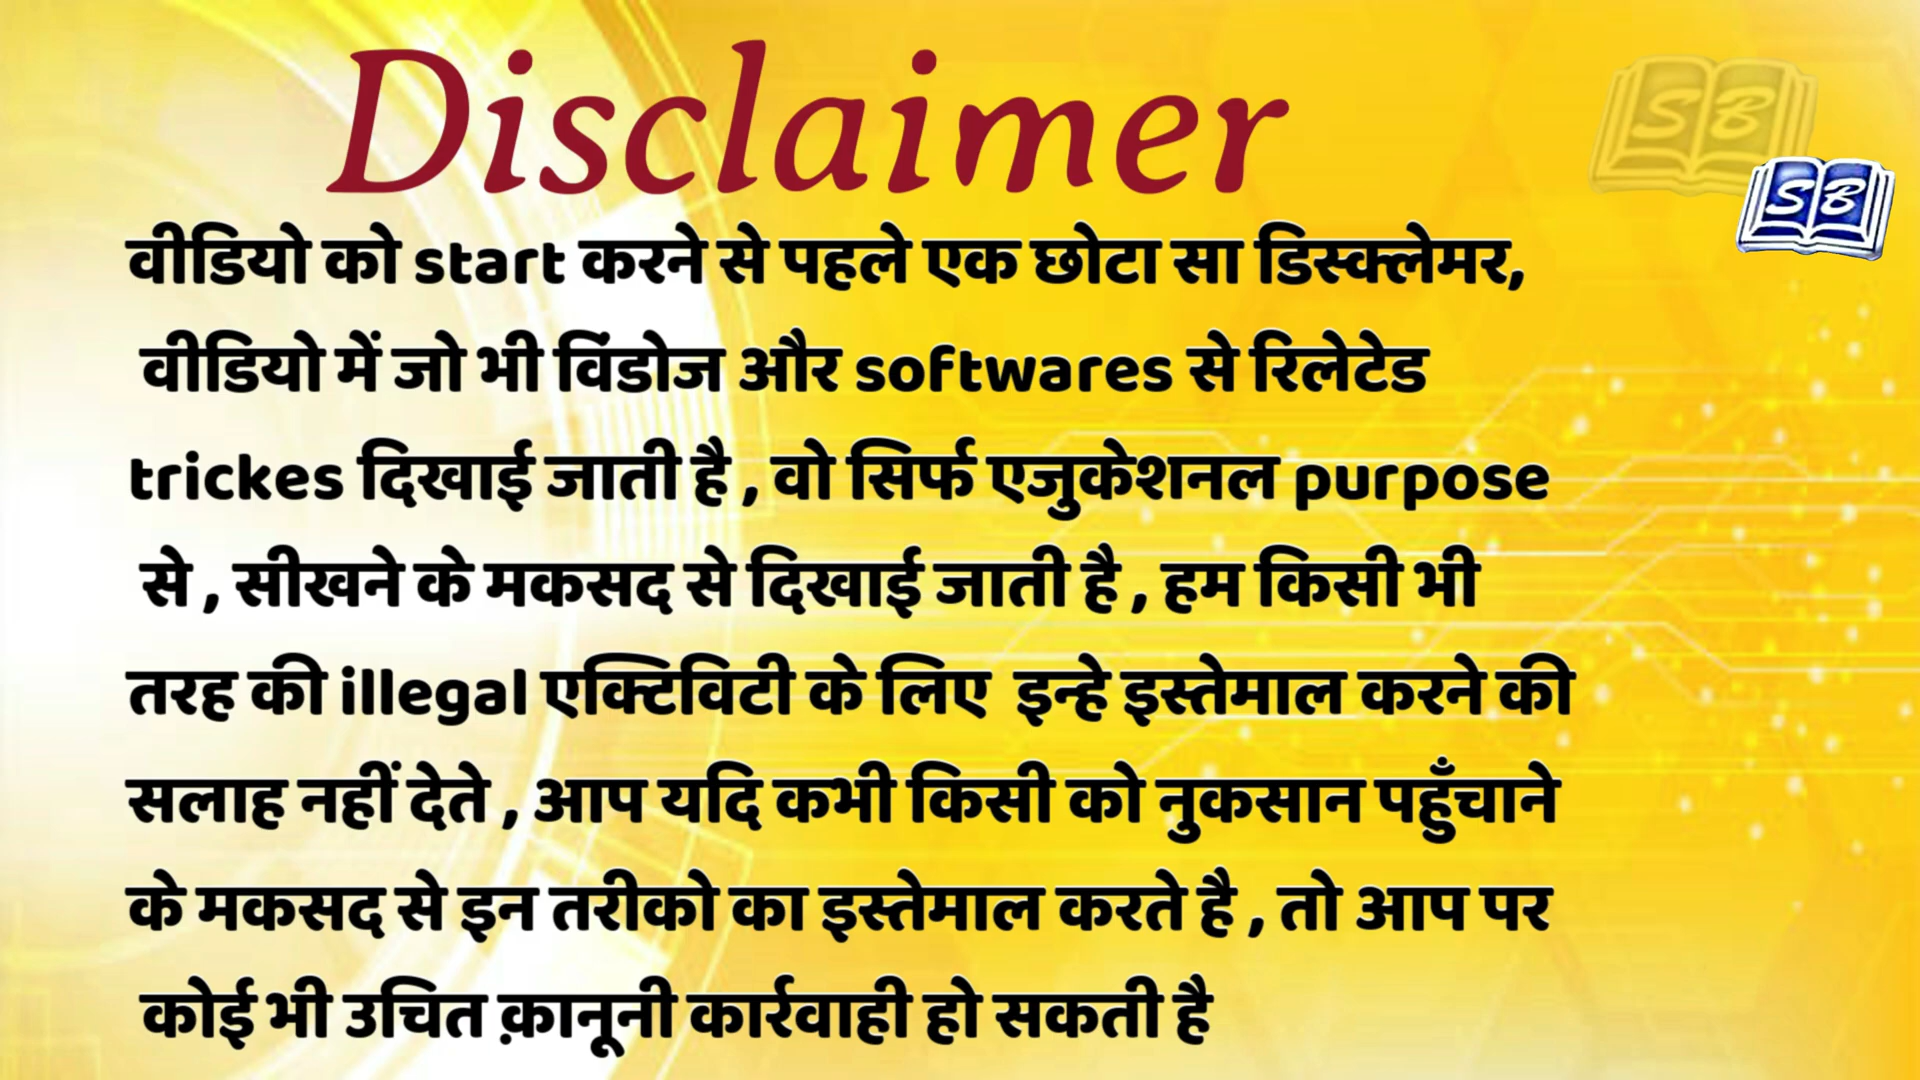 Disclaimer
SB
SB
वीडियो को start करने से पहले एक छोटा सा डिस्क्लेमर,
वीडियो में जो भी विंडोज और softwares से रिलेटेड
trickes दिखाई जाती है , वो सिर्फ एजुकेशनल purpose
से , सीखने के मकसद से दिखाई जाती है , हम किसी भी
तरह की illegal एक्टिविटी के लिए इन्हे इस्तेमाल करने की
सलाह नहीं देते , आप यदि कभी किसी को नुकसान पहुँचाने
के मकसद से इन तरीको का इस्तेमाल करते है , तो आप पर
कोई भी उचित क़ानूनी कार्रवाही हो सकती है